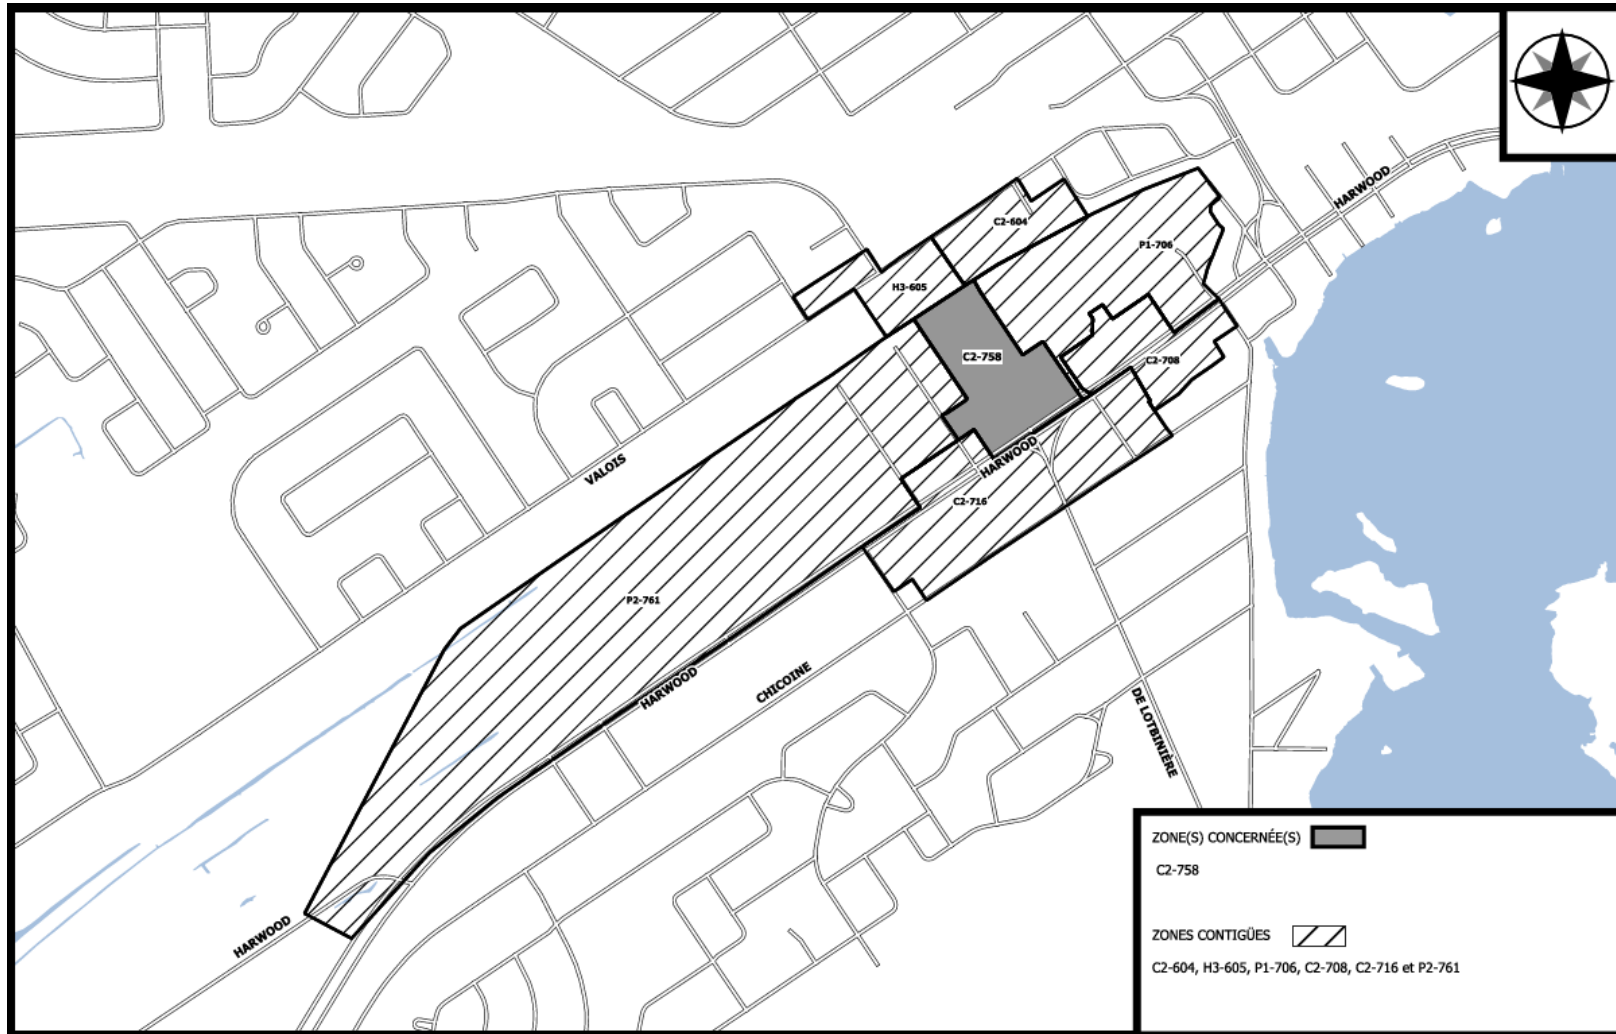 HARWOOD
C2-604
P1-706
H3-605
C2-758
C2-708
HARWOOD
VALOIS
C2-716
P2-761
HARWOOD
CHICOINE
DE LOTBINIÈRE
HARWOOD
ZONE(S) CONCERNÉE(S)
C2-758
ZONES CONTIGÜES
C2-604, H3-605, P1-706, C2-708, C2-716 et P2-761